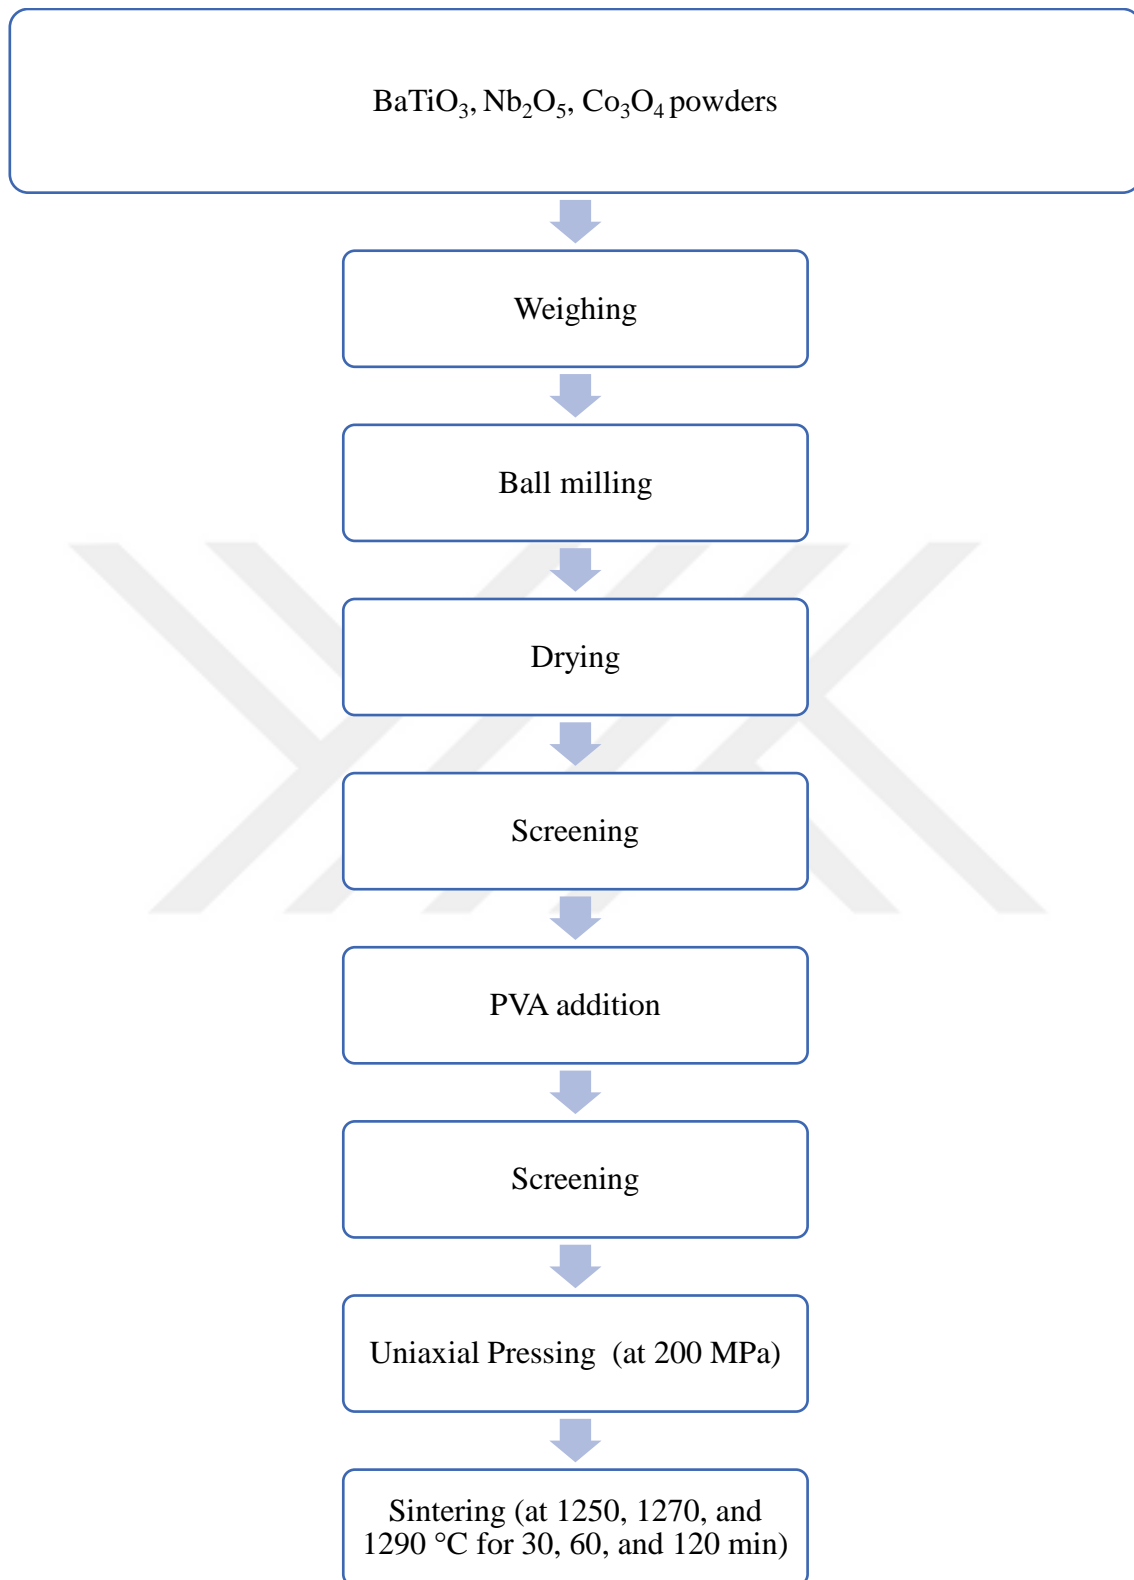 BaTiO₃, Nb₂O₅, Co₃O₄ powders
Weighing
Ball milling
Drying
Screening
PVA addition
Screening
Uniaxial Pressing (at 200 MPa)
Sintering (at 1250, 1270, and
1290 °C for 30, 60, and 120 min)